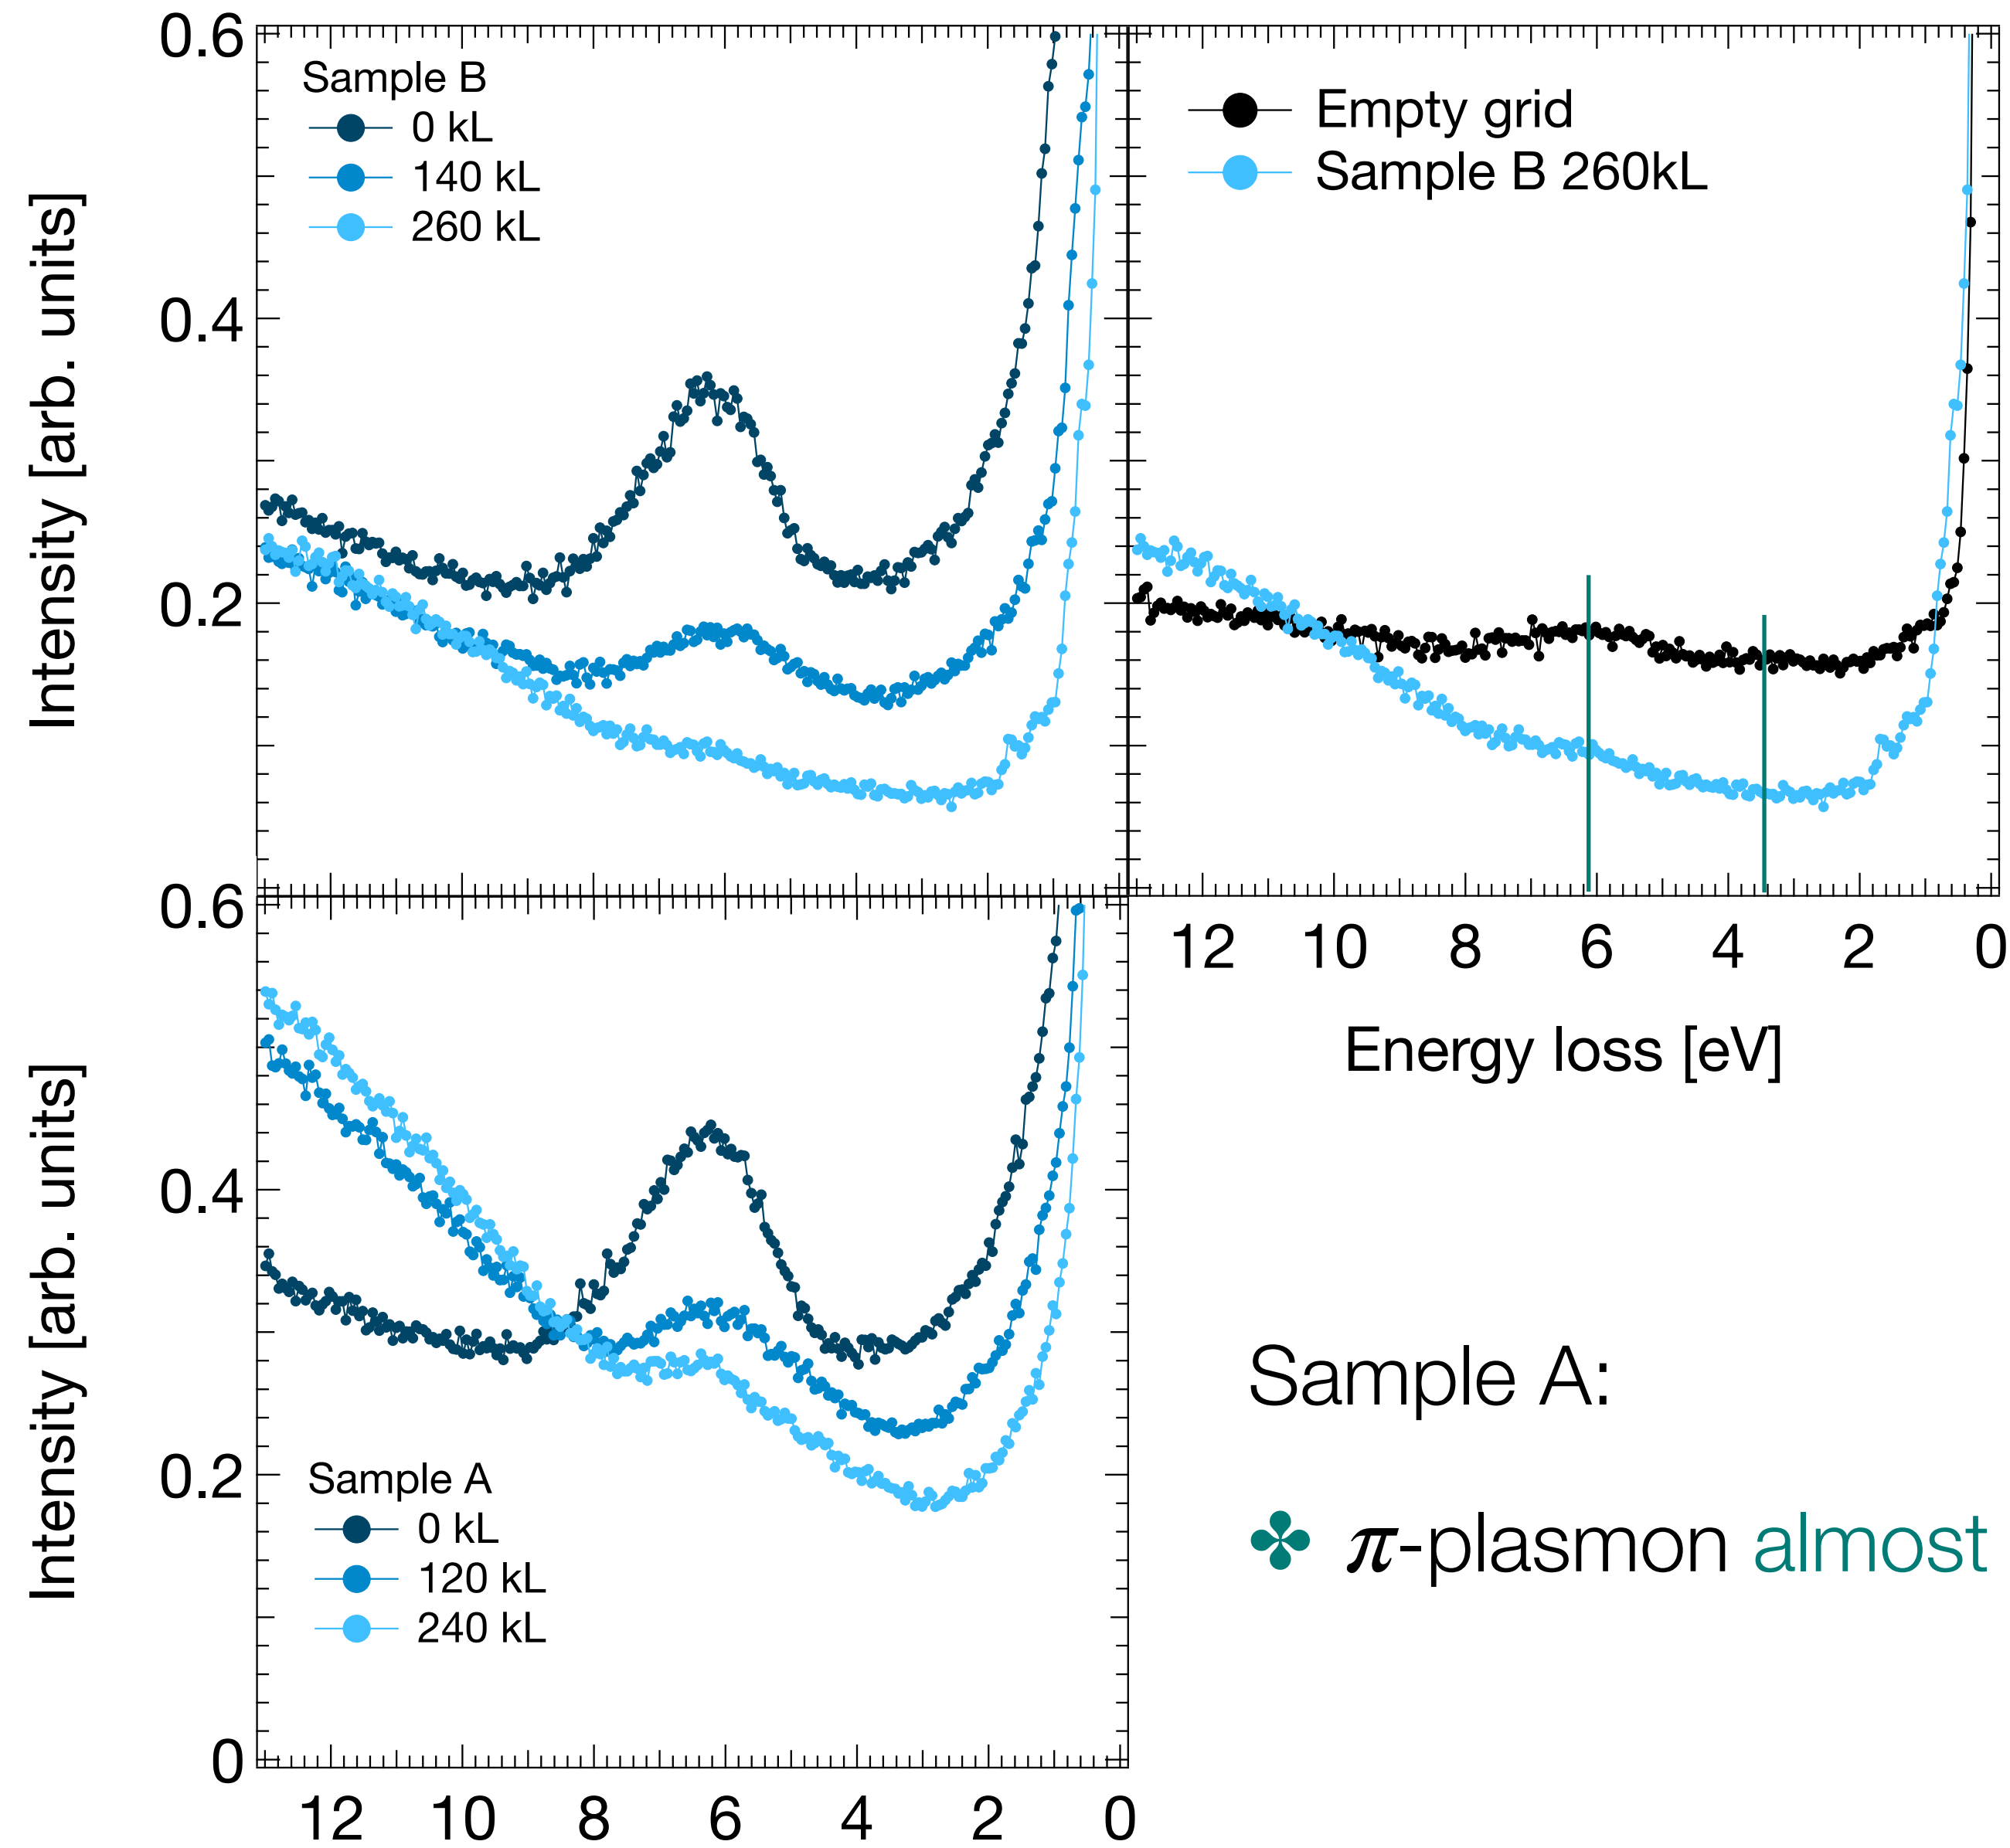 Intensity [arb. units]
0.6
0.4
0.2
0
Sample B
0 kL
140 kL
260 kL
Empty grid
Sample B 260kL
12 10 8 6 4 2 0
Energy loss [eV]
Intensity [arb. units]
0.6
0.4
0.2
0
Sample A
0 kL
120 kL
240 kL
12 10 8 6 4 2 0
Sample A:
π-plasmon almost